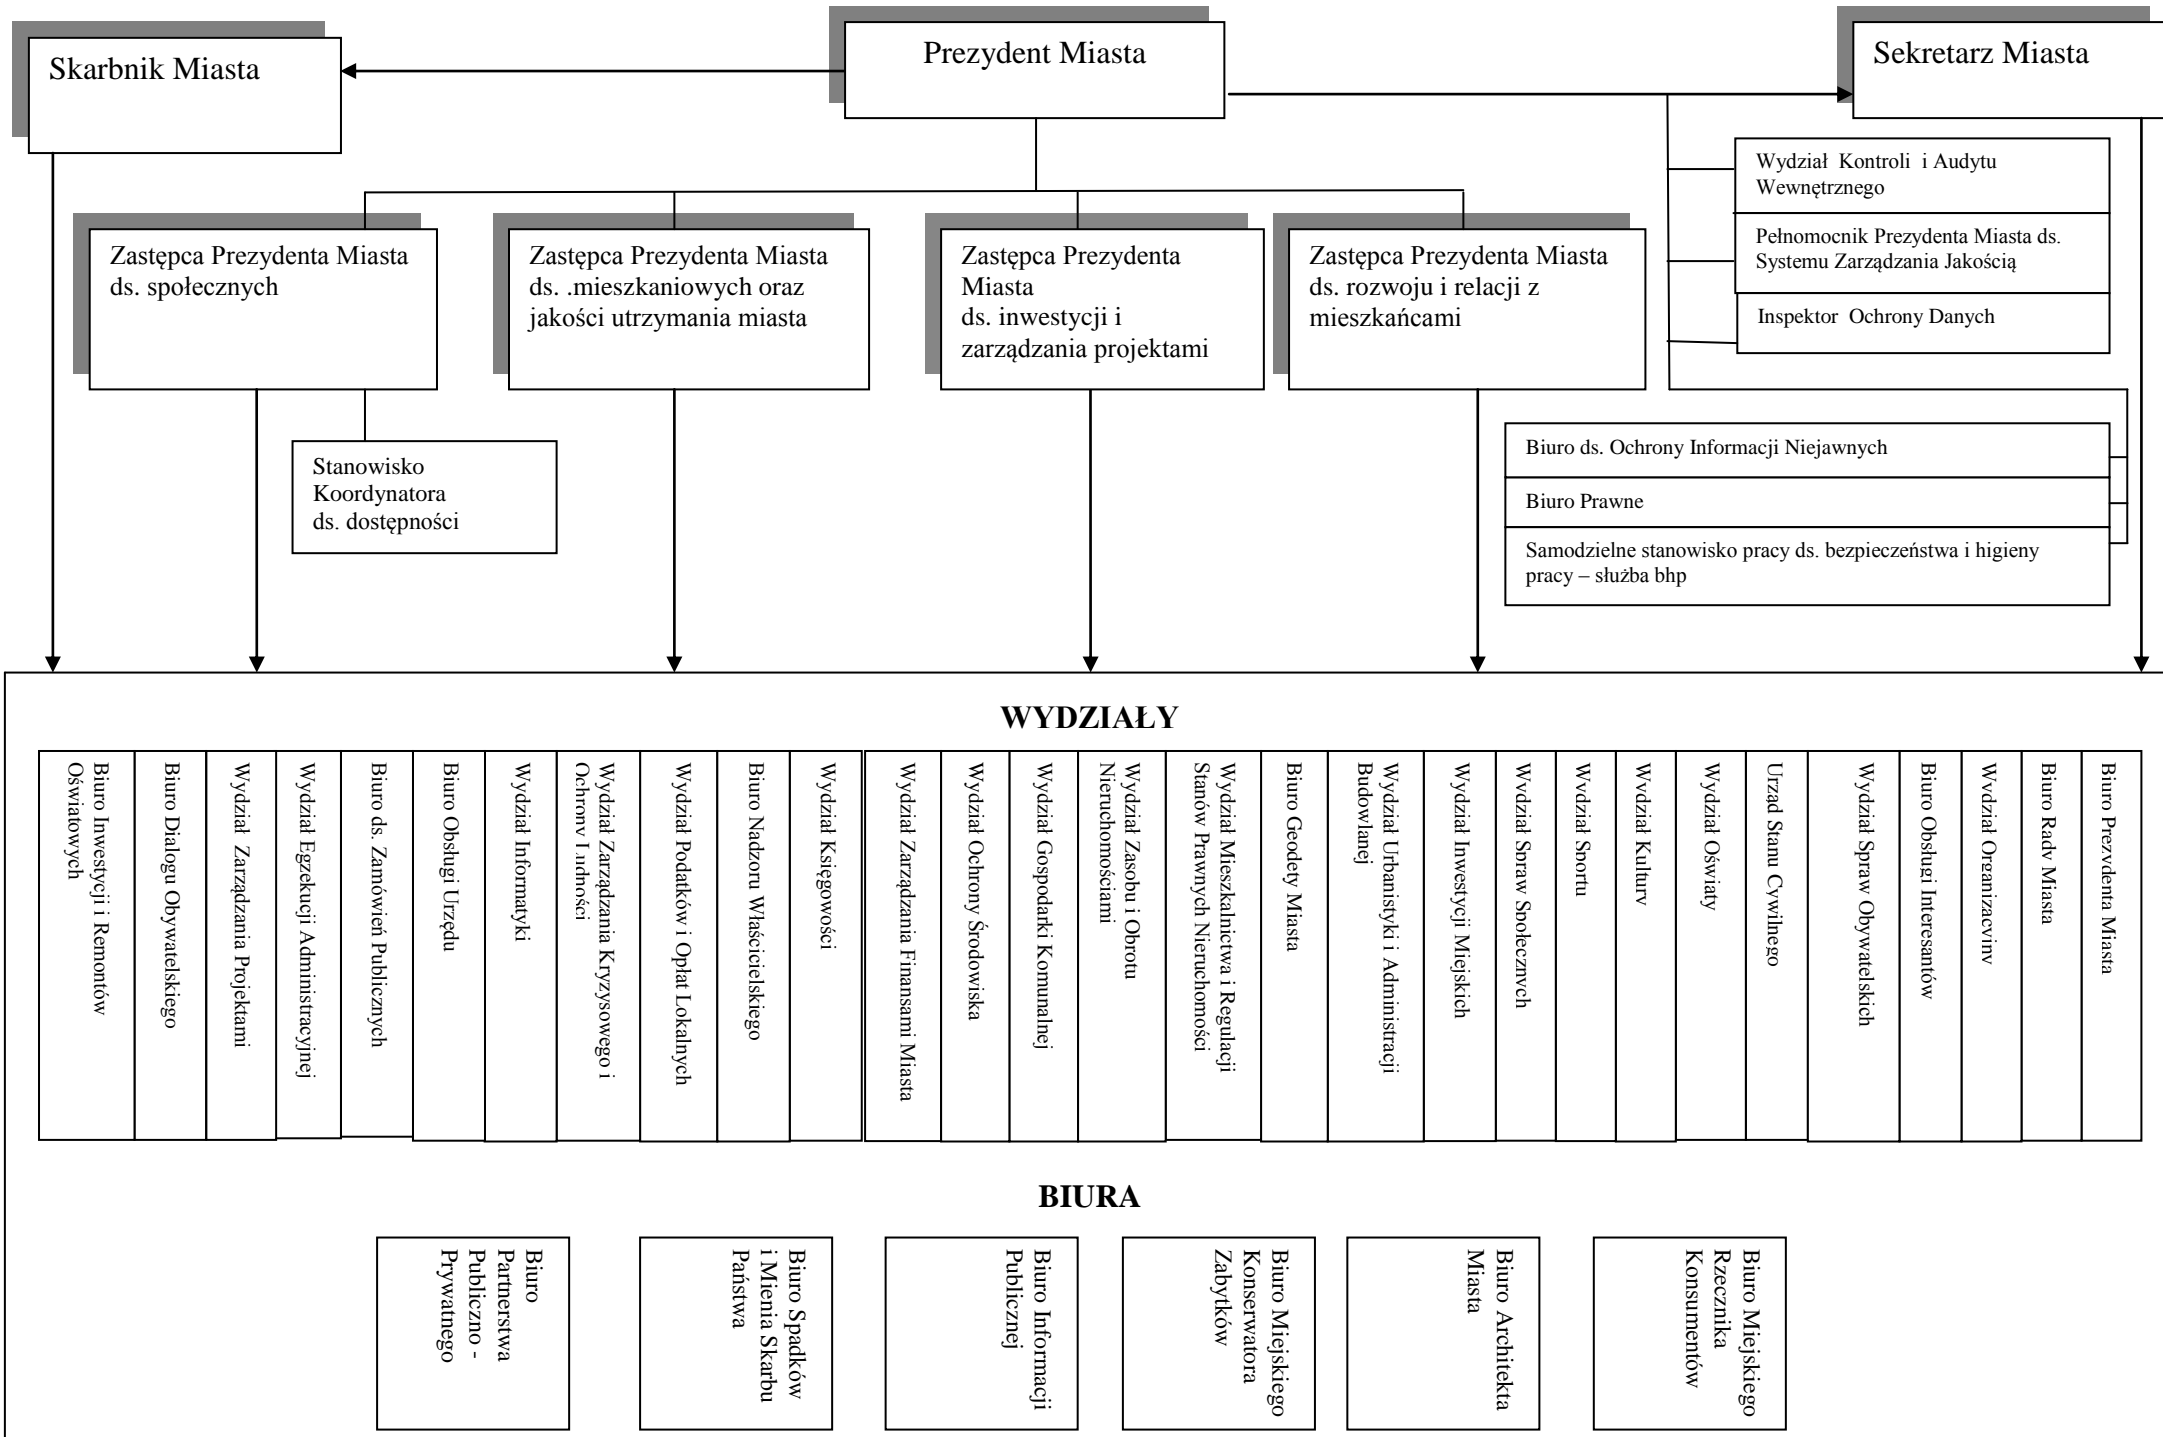 Skarbnik Miasta
Prezydent Miasta
Sekretarz Miasta
Wydział Kontroli i Audytu
Wewnętrznego
Pełnomocnik Prezydenta Miasta ds.
Systemu Zarządzania Jakością
Inspektor Ochrony Danych
Zastępca Prezydenta Miasta
ds. społecznych
Zastępca Prezydenta Miasta
ds. .mieszkaniowych oraz
jakości utrzymania miasta
Zastępca Prezydenta
Miasta
ds. inwestycji i
zarządzania projektami
Zastępca Prezydenta Miasta
ds. rozwoju i relacji z
mieszkańcami
Stanowisko
Koordynatora
ds. dostępności
Biuro ds. Ochrony Informacji Niejawnych
Biuro Prawne
Samodzielne stanowisko pracy ds. bezpieczeństwa i higieny
pracy – służba bhp
WYDZIAŁY
Biuro Inwestycji i Remontów
Oświatowych
Biuro Dialogu Obywatelskiego
Wydział Zarządzania Projektami
Wydział Egzekucji Administracyjnej
Biuro ds. Zamówień Publicznych
Biuro Obsługi Urzędu
Wydział Informatyki
Wydział Zarządzania Kryzysowego i
Ochrony Ludności
Wydział Podatków i Opłat Lokalnych
Biuro Nadzoru Właścicielskiego
Wydział Księgowości
Wydział Zarządzania Finansami Miasta
Wydział Ochrony Środowiska
Wydział Gospodarki Komunalnej
Wydział Zasobu i Obrotu
Nieruchomościami
Wydział Mieszkalnictwa i Regulacji
Stanów Prawnych Nieruchomości
Biuro Geodety Miasta
Wydział Urbanistyki i Administracji
Budowlanej
Wydział Inwestycji Miejskich
Wydział Spraw Społecznych
Wydział Sportu
Wydział Kultury
Wydział Oświaty
Urząd Stanu Cywilnego
Wydział Spraw Obywatelskich
Biuro Obsługi Interesantów
Wydział Organizacyjny
Biuro Rady Miasta
Biuro Prezydenta Miasta
BIURA
Biuro
Partnerstwa
Publiczno -
Prywatnego
Biuro Spadków
i Mienia Skarbu
Państwa
Biuro Informacji
Publicznej
Biuro Miejskiego
Konserwatora
Zabytków
Biuro Architekta
Miasta
Biuro Miejskiego
Rzecznika
Konsumentów